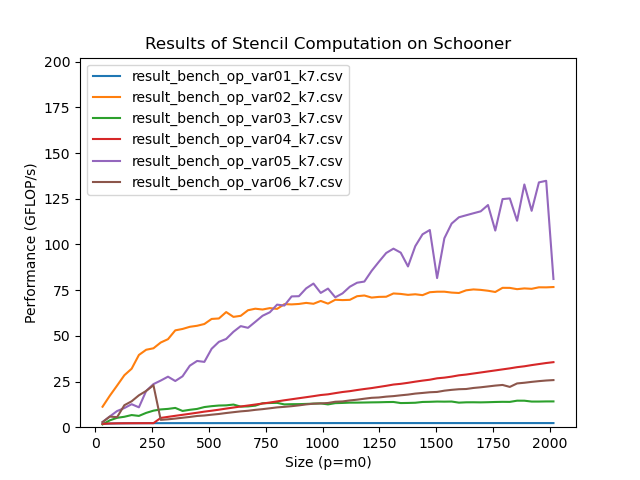 Results of Stencil Computation on Schooner
Performance (GFLOP/s)
200
175
150
125
100
75
50
25
0
result_bench_op_var01_k7.csv
result_bench_op_var02_k7.csv
result_bench_op_var03_k7.csv
result_bench_op_var04_k7.csv
result_bench_op_var05_k7.csv
result_bench_op_var06_k7.csv
0 250 500 750 1000 1250 1500 1750 2000
Size (p=m0)